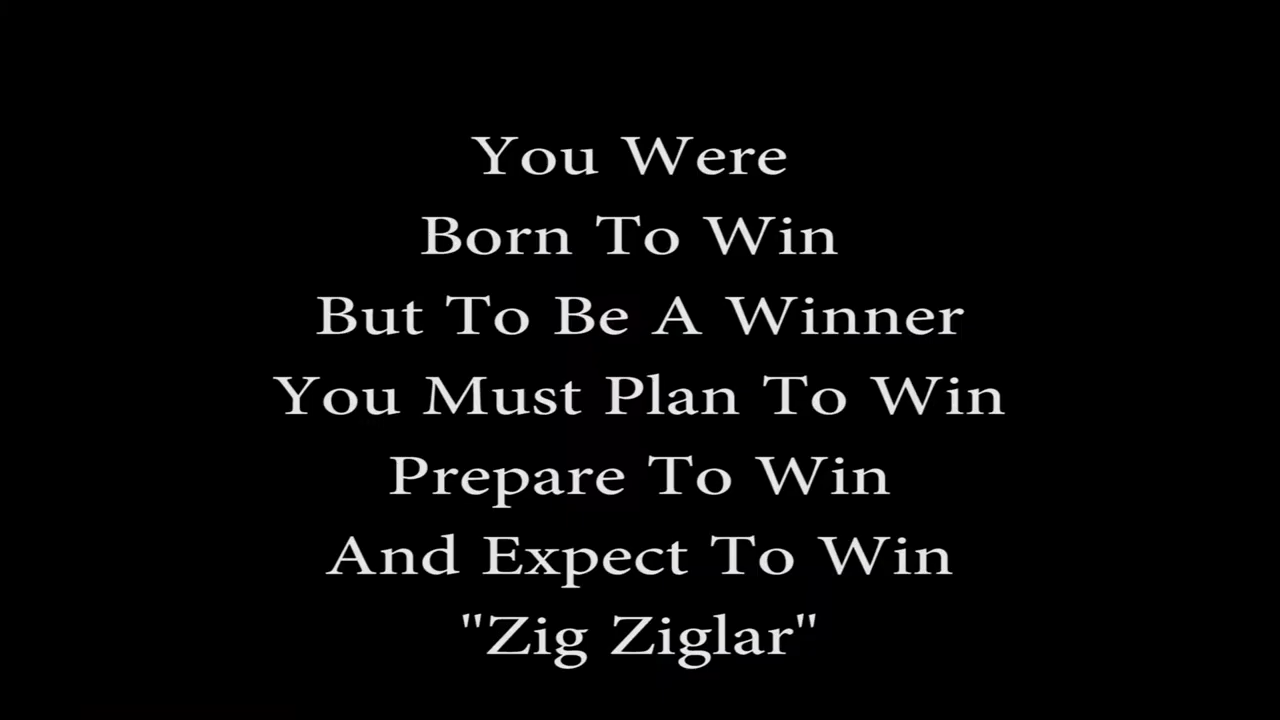 You Were
Born To Win
But To Be A Winner
You Must Plan To Win
Prepare To Win
And Expect To Win
"Zig Ziglar"